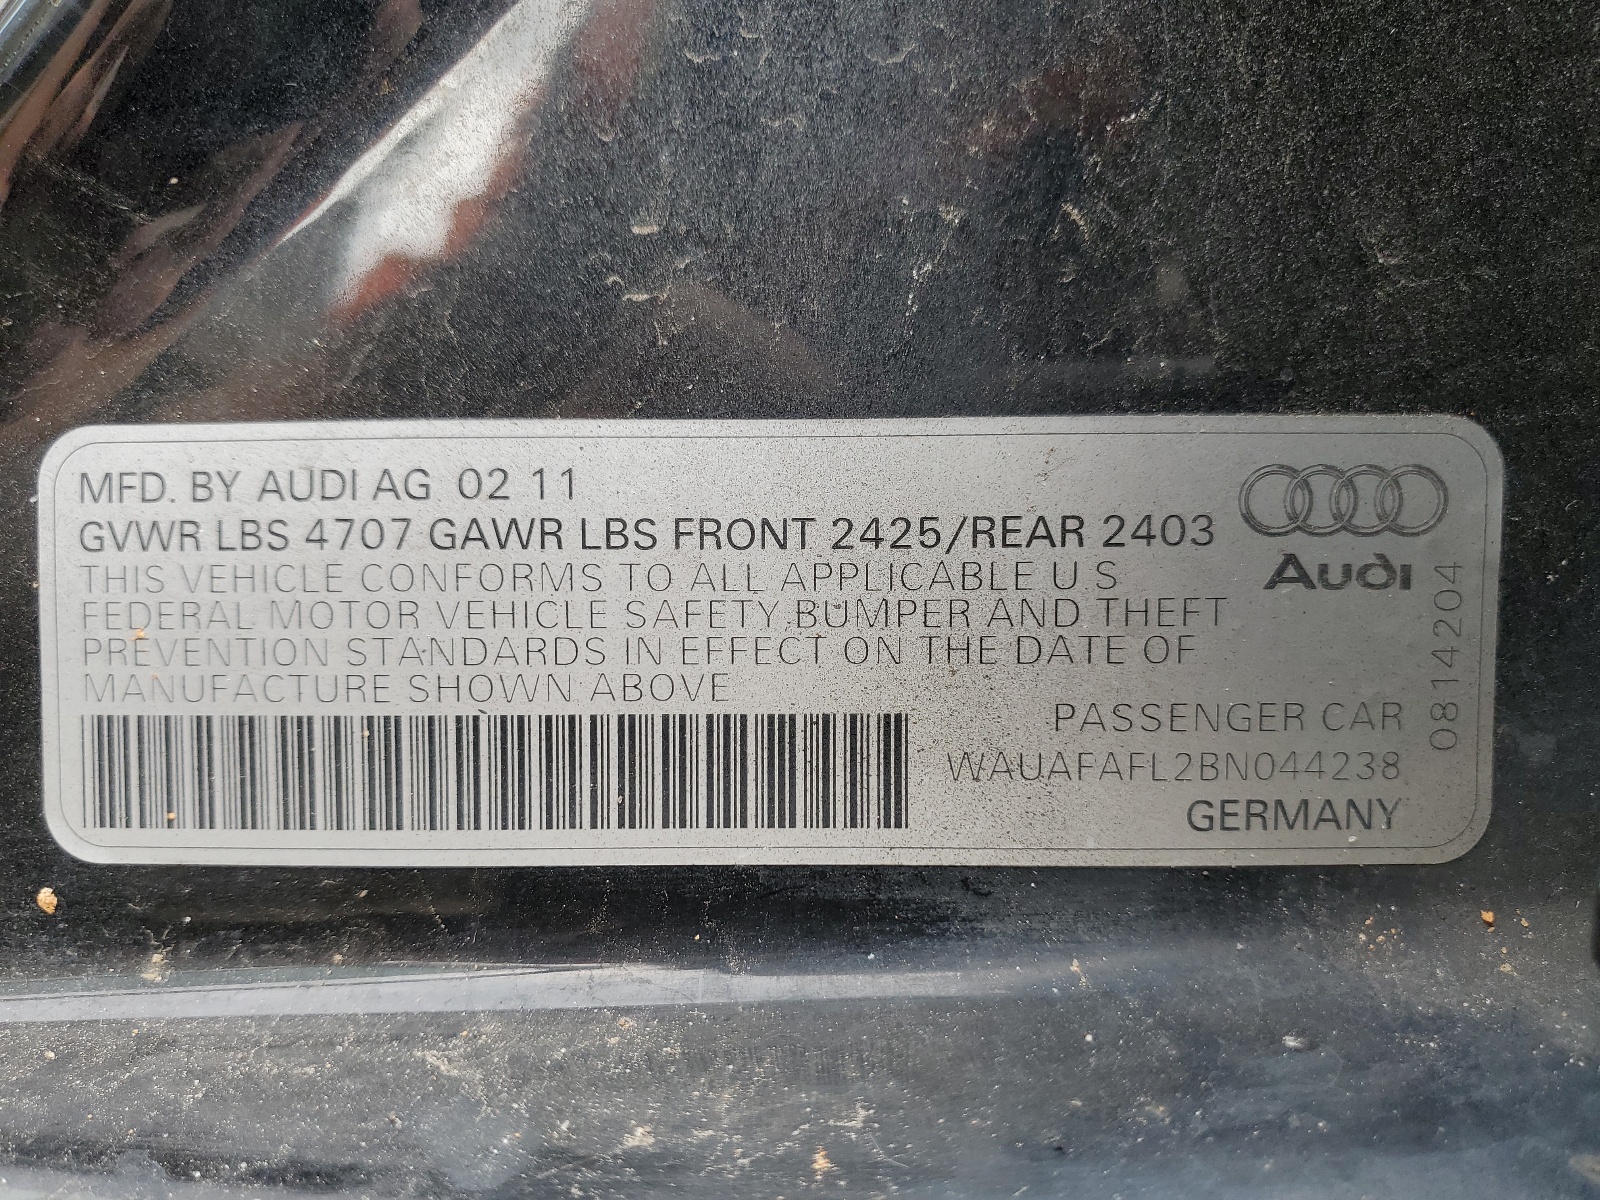 MFD. BY AUDI AG 02 11
GVWR LBS 4707 GAWR LBS FRONT 2425/REAR 2403
THIS VEHICLE CONFORMS TO ALL APPLICABLE U S
FEDERAL MOTOR VEHICLE SAFETY, BUMPER AND THEFT
PREVENTION STANDARDS IN EFFECT ON THE DATE OF
MANUFACTURE SHOWN ABOVE
Audi
0814204
PASSENGER CAR
WAUAFAFL2BN044238
GERMANY